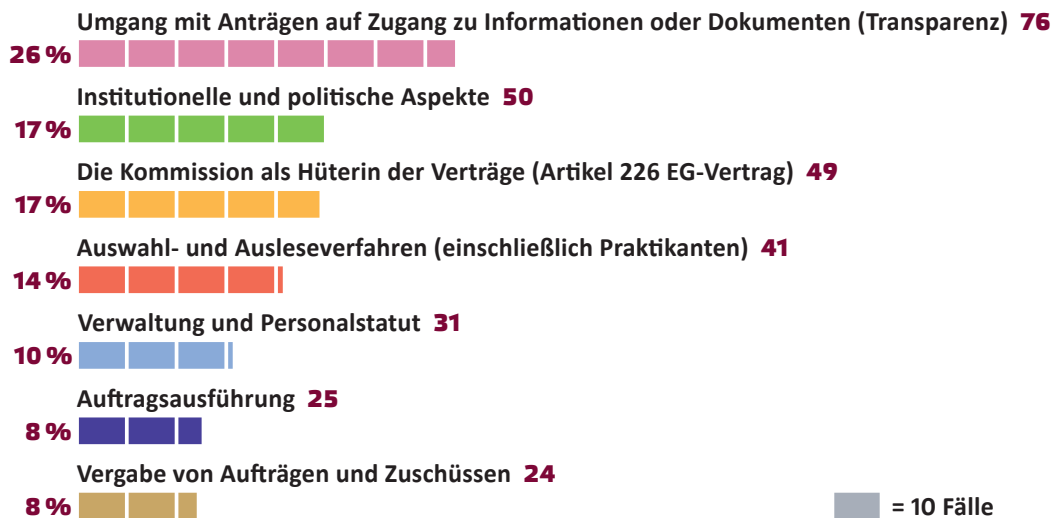 Umgang mit Anträgen auf Zugang zu Informationen oder Dokumenten (Transparenz) 76
26 %
Institutionelle und politische Aspekte 50
17 %
Die Kommission als Hüterin der Verträge (Artikel 226 EG-Vertrag) 49
17 %
Auswahl- und Ausleseverfahren (einschließlich Praktikanten) 41
14 %
Verwaltung und Personalstatut 31
10 %
Auftragsausführung 25
8 %
Vergabe von Aufträgen und Zuschüssen 24
8 %
= 10 Fälle